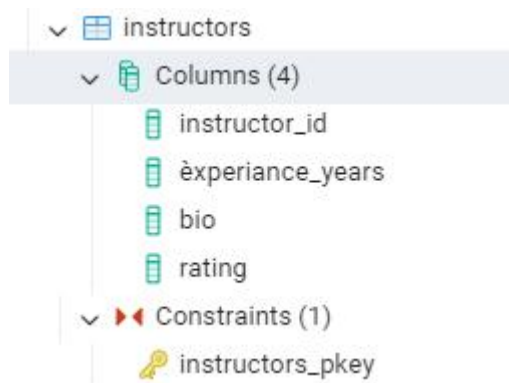 instructors
Columns (4)
instructor_id
èxperiance_years
bio
rating
Constraints (1)
instructors_pkey